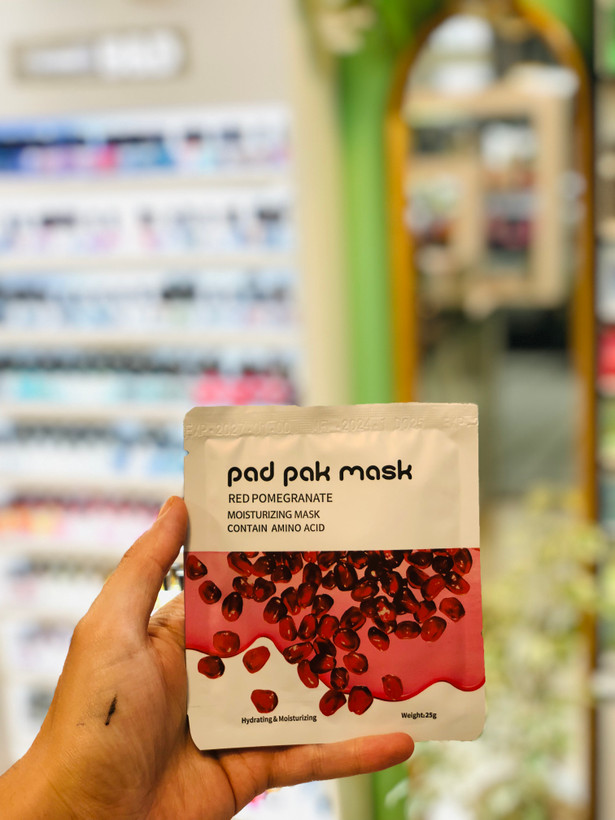 pad pak mask
RED POMEGRANATE
MOISTURIZING MASK
CONTAIN AMINO ACID
Hydrating & Moisturizing Weight:25g